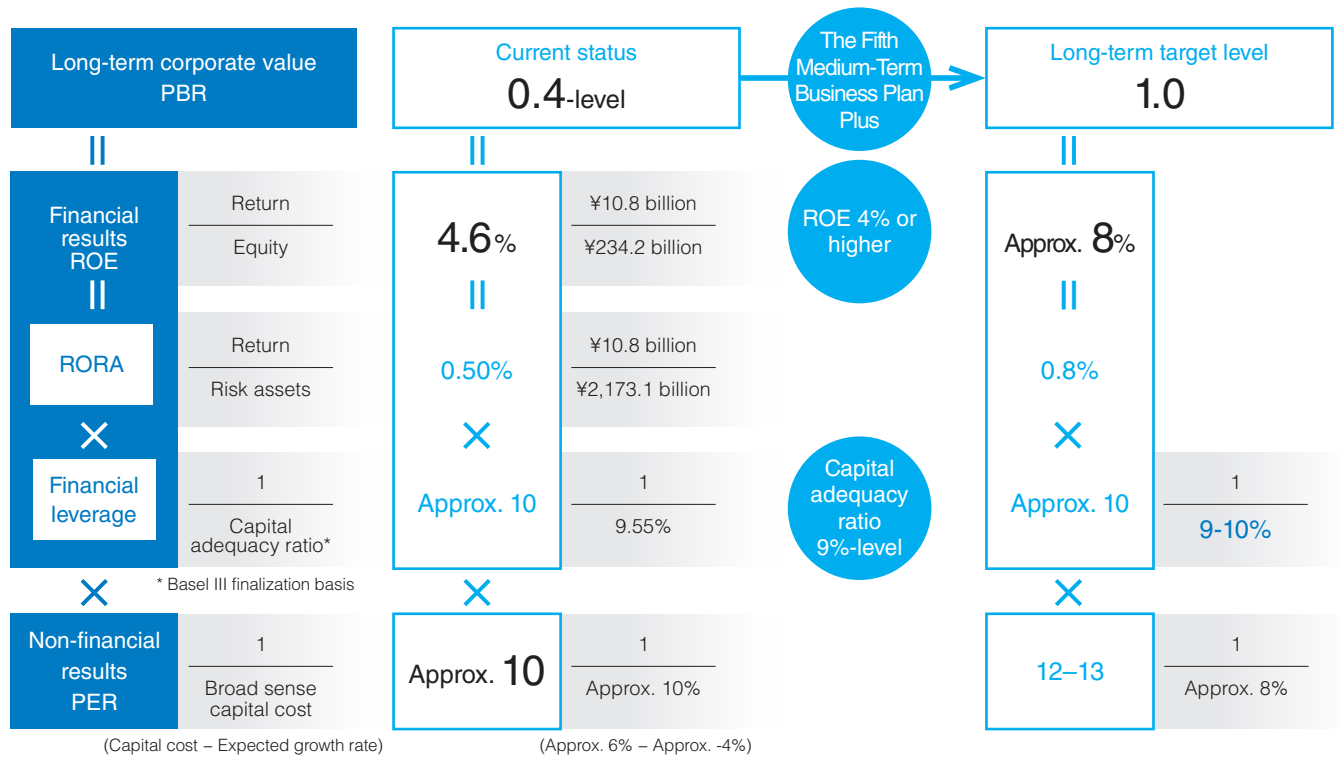 Long-term corporate value
PBR
Current status
0.4-level
The Fifth
Medium-Term
Business Plan
Plus
Long-term target level
1.0
Financial
results
ROE
Return
Equity
4.6%
¥10.8 billion
¥234.2 billion
ROE 4% or
higher
Approx. 8%
RORA
Return
Risk assets
0.50%
¥10.8 billion
¥2,173.1 billion
0.8%
×
×
×
Financial
leverage
1
Capital
adequacy ratio*
Approx. 10
1
9.55%
Capital
adequacy
ratio
9%-level
Approx. 10
1
9-10%
* Basel III finalization basis
×
×
×
Non-financial
results
PER
1
Broad sense
capital cost
Approx. 10
1
Approx. 10%
12–13
1
Approx. 8%
(Capital cost – Expected growth rate)
(Approx. 6% – Approx. -4%)